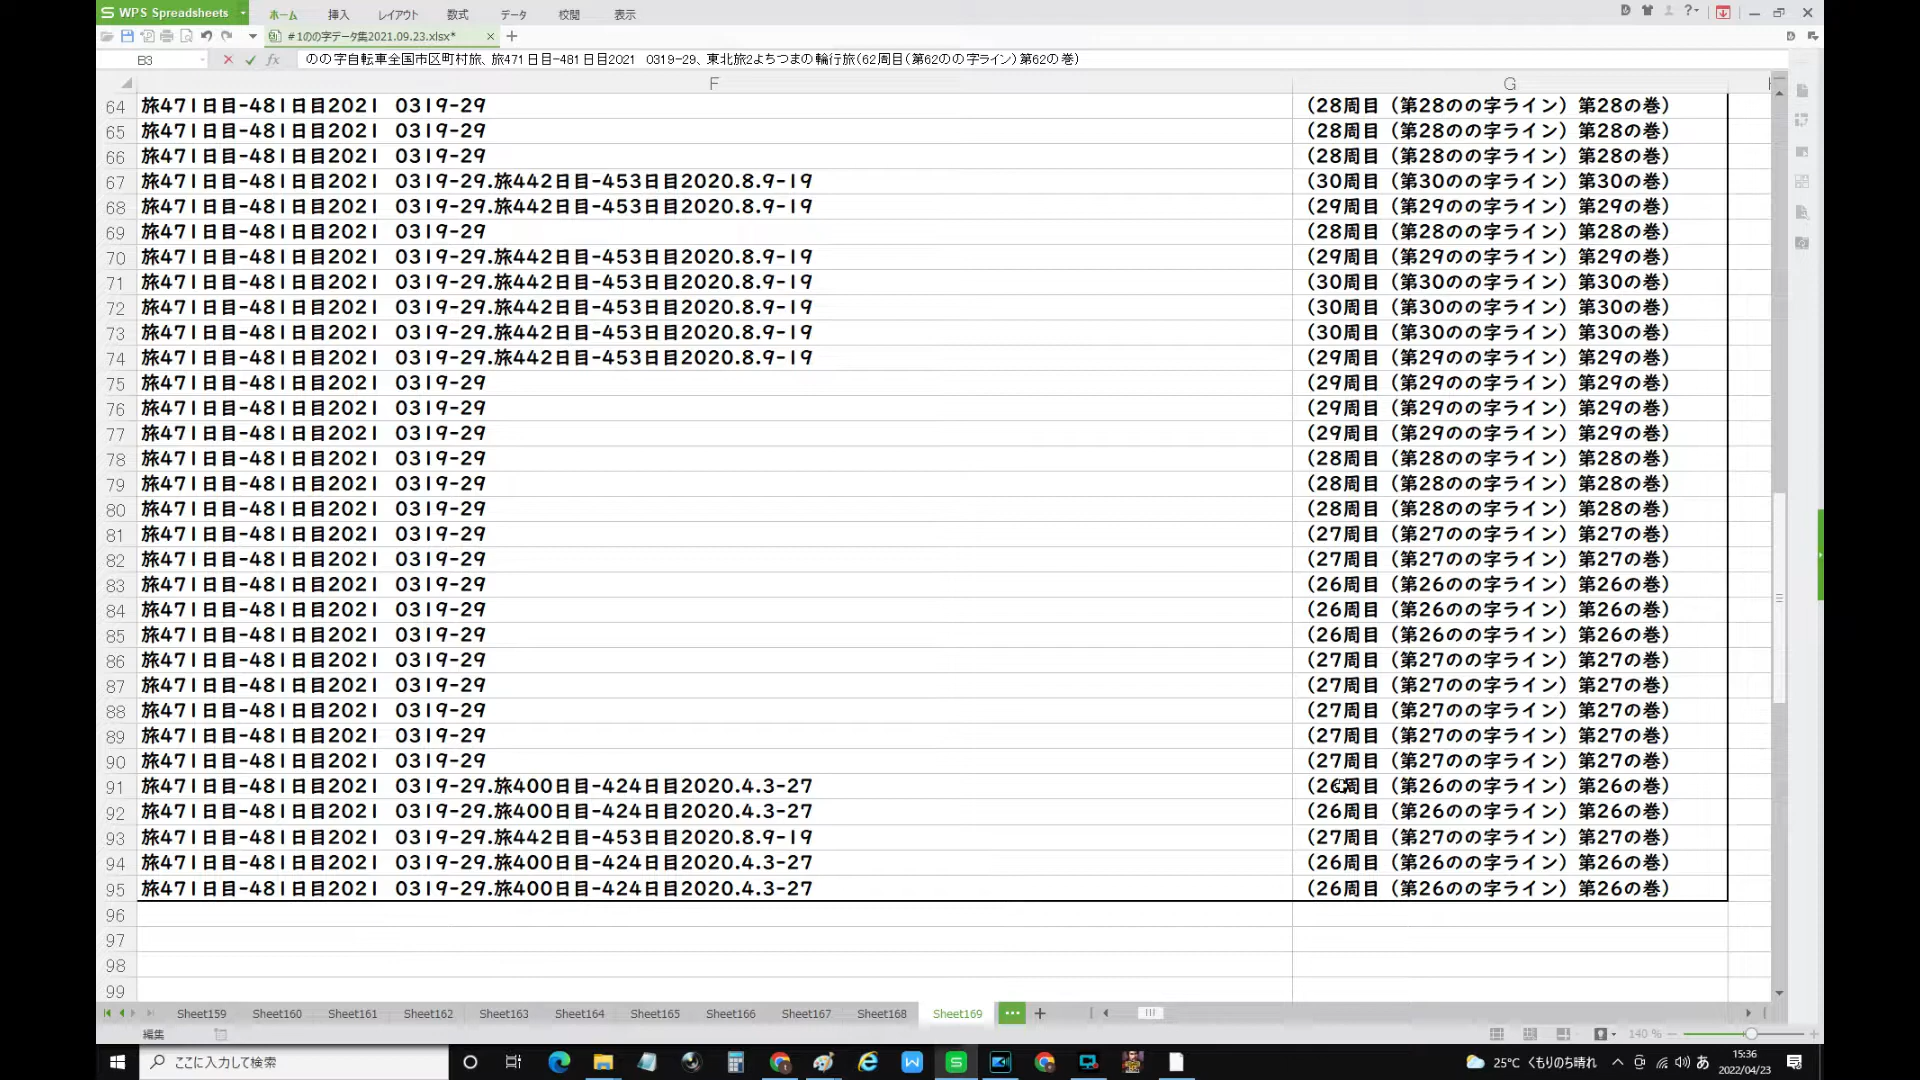 WPS Spreadsheets ホーム 挿入 レイアウト 数式 データ 校閲 表示
#1のの字データ集2021.09.23.xlsx*
B3 fx のの字自転車全国市区町村旅、旅471日目-481日目2021 0319-29、東北旅2よちつまの輪行旅(62周目(第62のの字ライン)第62の巻)
F G
64 旅471日目-481日目2021 0319-29 (28周目(第28のの字ライン)第28の巻)
65 旅471日目-481日目2021 0319-29 (28周目(第28のの字ライン)第28の巻)
66 旅471日目-481日目2021 0319-29 (28周目(第28のの字ライン)第28の巻)
67 旅471日目-481日目2021 0319-29.旅442日目-453日目2020.8.9-19 (30周目(第30のの字ライン)第30の巻)
68 旅471日目-481日目2021 0319-29.旅442日目-453日目2020.8.9-19 (29周目(第29のの字ライン)第29の巻)
69 旅471日目-481日目2021 0319-29 (28周目(第28のの字ライン)第28の巻)
70 旅471日目-481日目2021 0319-29.旅442日目-453日目2020.8.9-19 (29周目(第29のの字ライン)第29の巻)
71 旅471日目-481日目2021 0319-29.旅442日目-453日目2020.8.9-19 (30周目(第30のの字ライン)第30の巻)
72 旅471日目-481日目2021 0319-29.旅442日目-453日目2020.8.9-19 (30周目(第30のの字ライン)第30の巻)
73 旅471日目-481日目2021 0319-29.旅442日目-453日目2020.8.9-19 (30周目(第30のの字ライン)第30の巻)
74 旅471日目-481日目2021 0319-29.旅442日目-453日目2020.8.9-19 (29周目(第29のの字ライン)第29の巻)
75 旅471日目-481日目2021 0319-29 (29周目(第29のの字ライン)第29の巻)
76 旅471日目-481日目2021 0319-29 (29周目(第29のの字ライン)第29の巻)
77 旅471日目-481日目2021 0319-29 (29周目(第29のの字ライン)第29の巻)
78 旅471日目-481日目2021 0319-29 (28周目(第28のの字ライン)第28の巻)
79 旅471日目-481日目2021 0319-29 (28周目(第28のの字ライン)第28の巻)
80 旅471日目-481日目2021 0319-29 (28周目(第28のの字ライン)第28の巻)
81 旅471日目-481日目2021 0319-29 (27周目(第27のの字ライン)第27の巻)
82 旅471日目-481日目2021 0319-29 (27周目(第27のの字ライン)第27の巻)
83 旅471日目-481日目2021 0319-29 (26周目(第26のの字ライン)第26の巻)
84 旅471日目-481日目2021 0319-29 (26周目(第26のの字ライン)第26の巻)
85 旅471日目-481日目2021 0319-29 (26周目(第26のの字ライン)第26の巻)
86 旅471日目-481日目2021 0319-29 (27周目(第27のの字ライン)第27の巻)
87 旅471日目-481日目2021 0319-29 (27周目(第27のの字ライン)第27の巻)
88 旅471日目-481日目2021 0319-29 (27周目(第27のの字ライン)第27の巻)
89 旅471日目-481日目2021 0319-29 (27周目(第27のの字ライン)第27の巻)
90 旅471日目-481日目2021 0319-29 (27周目(第27のの字ライン)第27の巻)
91 旅471日目-481日目2021 0319-29.旅400日目-424日目2020.4.3-27 (26周目(第26のの字ライン)第26の巻)
92 旅471日目-481日目2021 0319-29.旅400日目-424日目2020.4.3-27 (26周目(第26のの字ライン)第26の巻)
93 旅471日目-481日目2021 0319-29.旅442日目-453日目2020.8.9-19 (27周目(第27のの字ライン)第27の巻)
94 旅471日目-481日目2021 0319-29.旅400日目-424日目2020.4.3-27 (26周目(第26のの字ライン)第26の巻)
95 旅471日目-481日目2021 0319-29.旅400日目-424日目2020.4.3-27 (26周目(第26のの字ライン)第26の巻)
96
97
98
99
Sheet159 Sheet160 Sheet161 Sheet162 Sheet163 Sheet164 Sheet165 Sheet166 Sheet167 Sheet168 Sheet169
編集 140 %
ここに入力して検索 25°C くもりのち晴れ あ 15:36
2022/04/23